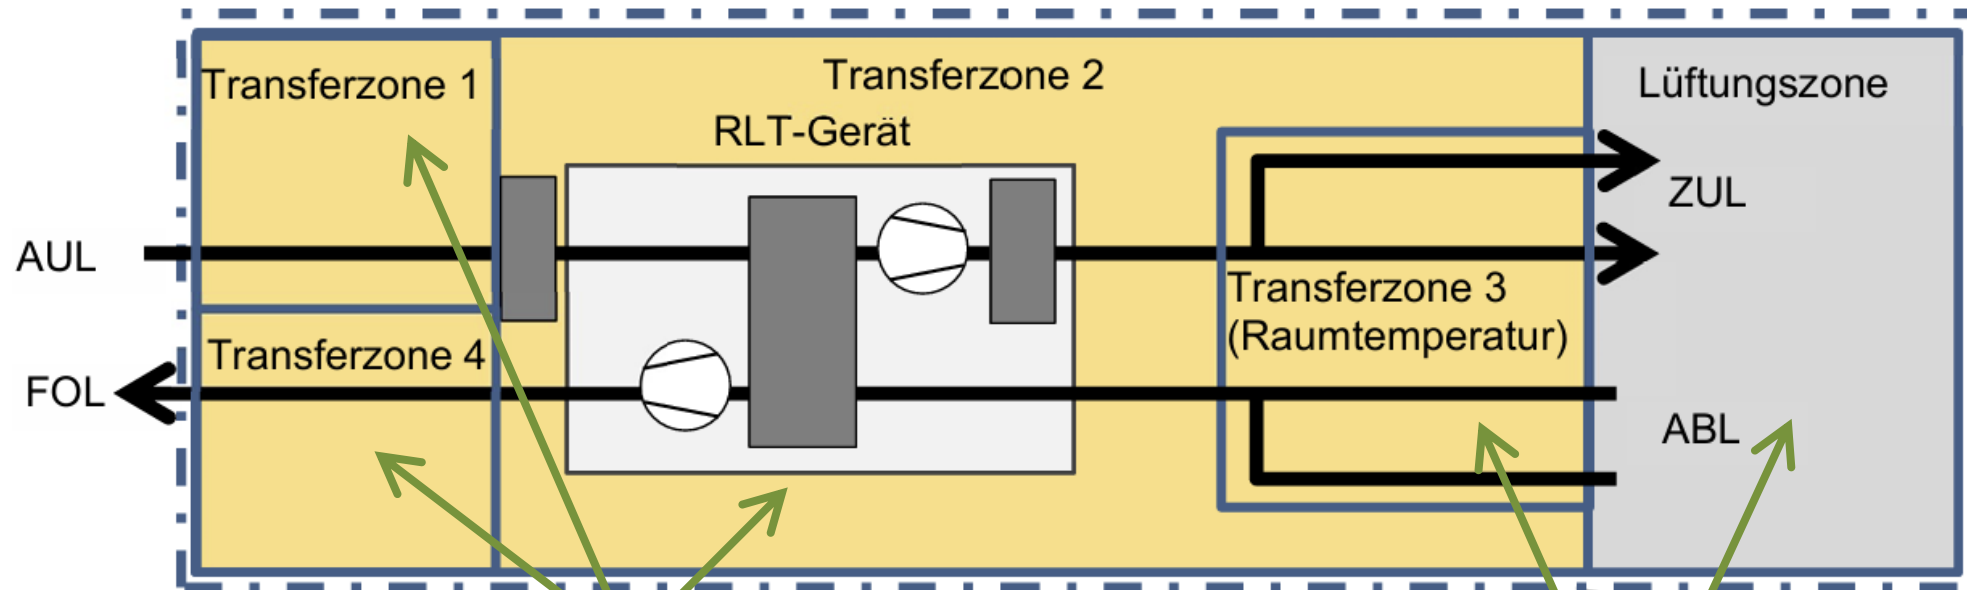 Transferzone 1
Transferzone 2
Lüftungszone
RLT-Gerät
ZUL
AUL
Transferzone 3
(Raumtemperatur)
Transferzone 4
FOL
ABL